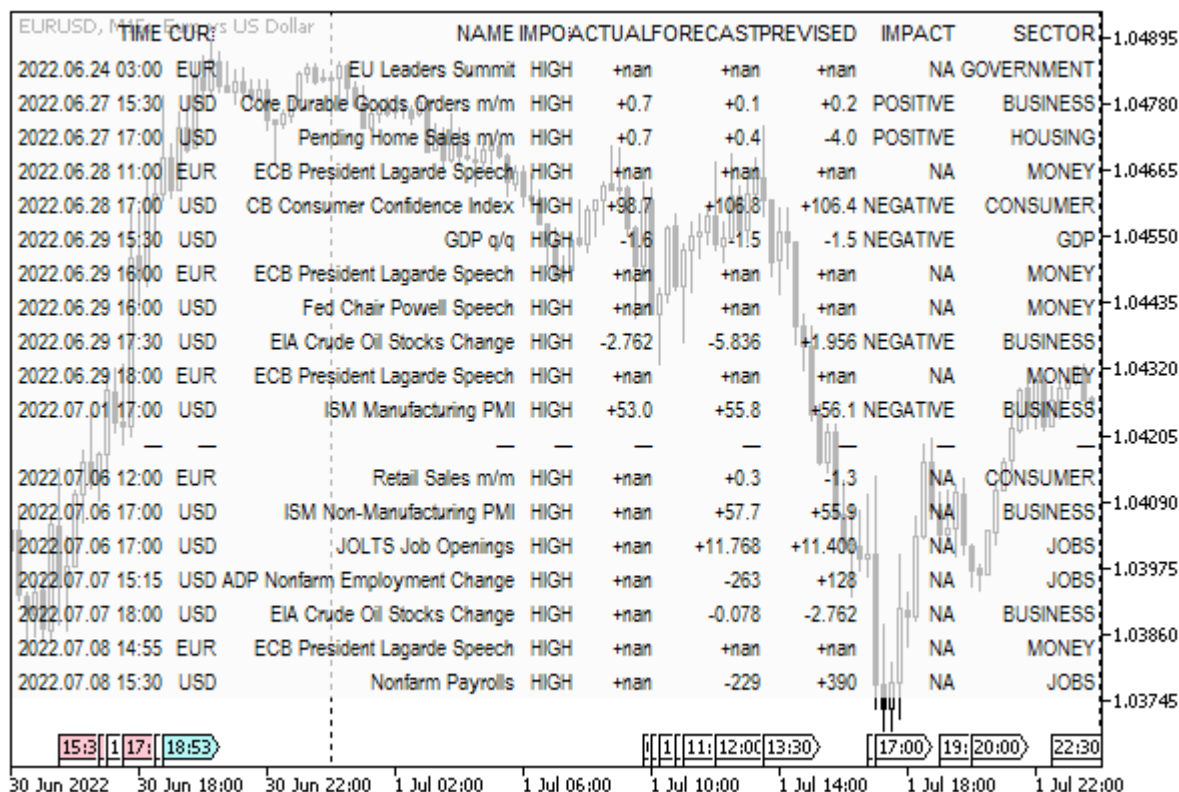 EURUSD, M15: Euro vs US Dollar
TIME CUR: NAME IMPO: ACTUAL FORECAST PREVISED IMPACT SECTOR
2022.06.24 03:00 EUR EU Leaders Summit HIGH +nan +nan +nan NA GOVERNMENT
2022.06.27 15:30 USD Core Durable Goods Orders m/m HIGH +0.7 +0.1 +0.2 POSITIVE BUSINESS
2022.06.27 17:00 USD Pending Home Sales m/m HIGH +0.7 +0.4 -4.0 POSITIVE HOUSING
2022.06.28 11:00 EUR ECB President Lagarde Speech HIGH +nan +nan +nan NA MONEY
2022.06.28 17:00 USD CB Consumer Confidence Index HIGH +98.7 +106.8 +106.4 NEGATIVE CONSUMER
2022.06.29 15:30 USD GDP q/q HIGH -1.6 -1.5 -1.5 NEGATIVE GDP
2022.06.29 16:00 EUR ECB President Lagarde Speech HIGH +nan +nan +nan NA MONEY
2022.06.29 16:00 USD Fed Chair Powell Speech HIGH +nan +nan +nan NA MONEY
2022.06.29 17:30 USD EIA Crude Oil Stocks Change HIGH -2.762 -5.836 +1.956 NEGATIVE BUSINESS
2022.06.29 18:00 EUR ECB President Lagarde Speech HIGH +nan +nan +nan NA MONEY
2022.07.01 17:00 USD ISM Manufacturing PMI HIGH +53.0 +55.8 +56.1 NEGATIVE BUSINESS
— — — — — — — — —
2022.07.06 12:00 EUR Retail Sales m/m HIGH +nan +0.3 -1.3 NA CONSUMER
2022.07.06 17:00 USD ISM Non-Manufacturing PMI HIGH +nan +57.7 +55.9 NA BUSINESS
2022.07.06 17:00 USD JOLTS Job Openings HIGH +nan +11.768 +11.400 NA JOBS
2022.07.07 15:15 USD ADP Nonfarm Employment Change HIGH +nan -263 +128 NA JOBS
2022.07.07 18:00 USD EIA Crude Oil Stocks Change HIGH +nan -0.078 -2.762 NA BUSINESS
2022.07.08 14:55 EUR ECB President Lagarde Speech HIGH +nan +nan +nan NA MONEY
2022.07.08 15:30 USD Nonfarm Payrolls HIGH +nan -229 +390 NA JOBS
1.04895
1.04780
1.04665
1.04550
1.04435
1.04320
1.04205
1.04090
1.03975
1.03860
1.03745
15:3 1 17: 18:53 1 11: 12:00 13:30 17:00 19: 20:00 22:30
30 Jun 2022 30 Jun 18:00 30 Jun 22:00 1 Jul 02:00 1 Jul 06:00 1 Jul 10:00 1 Jul 14:00 1 Jul 18:00 1 Jul 22:00